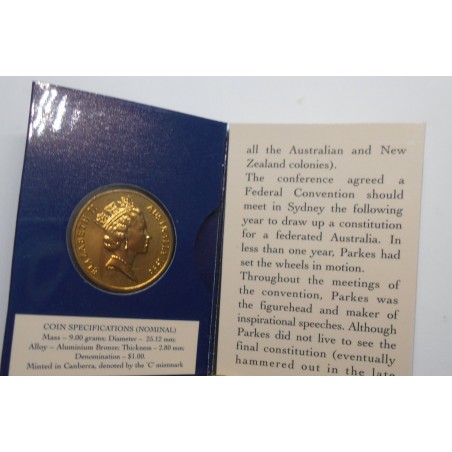 ELIZABETH II AUSTRALIA 1996
COIN SPECIFICATIONS (NOMINAL)
Mass – 9.00 grams; Diameter – 25.12 mm;
Alloy – Aluminium Bronze; Thickness – 2.80 mm;
Denomination – $1.00.
Minted in Canberra, denoted by the 'C' mintmark
all the Australian and New
Zealand colonies).
The conference agreed a
Federal Convention should
meet in Sydney the following
year to draw up a constitution
for a federated Australia. In
less than one year, Parkes had
set the wheels in motion.
Throughout the meetings of
the convention, Parkes was
the figurehead and maker of
inspirational speeches. Although
Parkes did not live to see the
final constitution (eventually
hammered out in the late